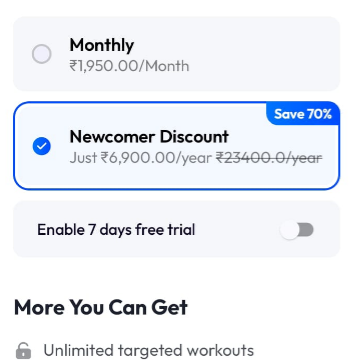 Monthly
₹1,950.00/Month
Save 70%
Newcomer Discount
Just ₹6,900.00/year ₹23400.0/year
Enable 7 days free trial
More You Can Get
Unlimited targeted workouts